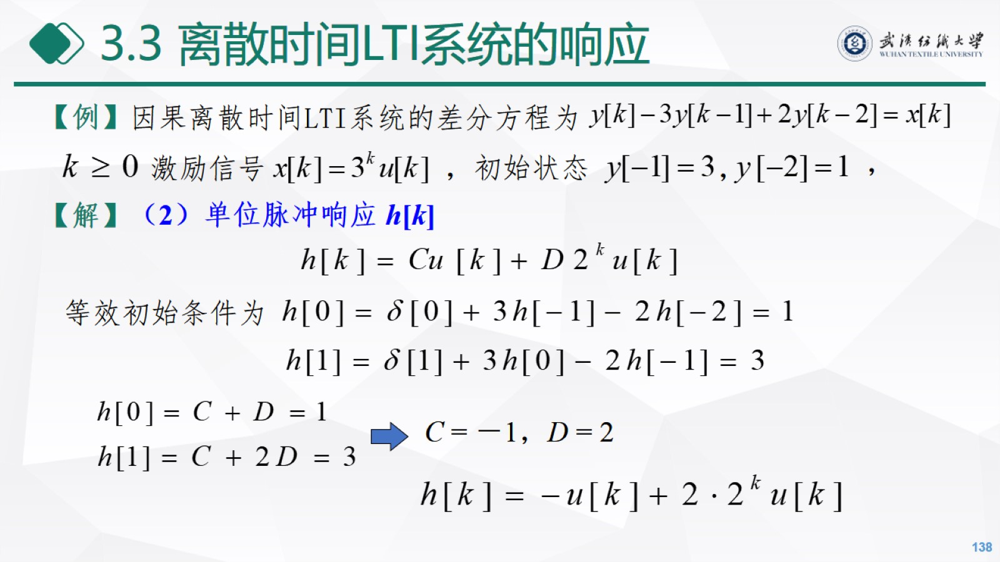 3.3 离散时间LTI系统的响应
武汉纺织大学
WUHAN TEXTILE UNIVERSITY
【例】因果离散时间LTI系统的差分方程为 y[k]−3y[k−1]+2y[k−2]=x[k]
k ≥ 0 激励信号 x[k]=3^k u[k] ，初始状态 y[−1]=3, y[−2]=1 ，
【解】（2）单位脉冲响应 h[k]
h[k] = Cu[k] + D2^k u[k]
等效初始条件为 h[0] = δ[0] + 3h[−1] − 2h[−2] = 1
h[1] = δ[1] + 3h[0] − 2h[−1] = 3
h[0] = C + D = 1
h[1] = C + 2D = 3
C = −1，D = 2
h[k] = −u[k] + 2·2^k u[k]
138